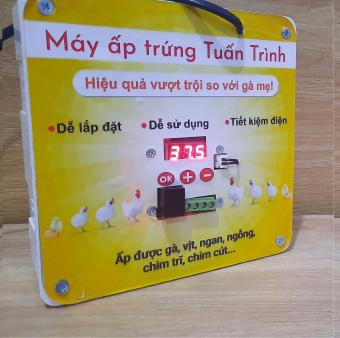 Máy ấp trứng Tuấn Trình
Hiệu quả vượt trội so với gà mẹ!
•Dễ lắp đặt •Dễ sử dụng •Tiết kiệm điện
37.5
OK + −
Ấp được gà, vịt, ngan, ngỗng,
chim trĩ, chim cút...